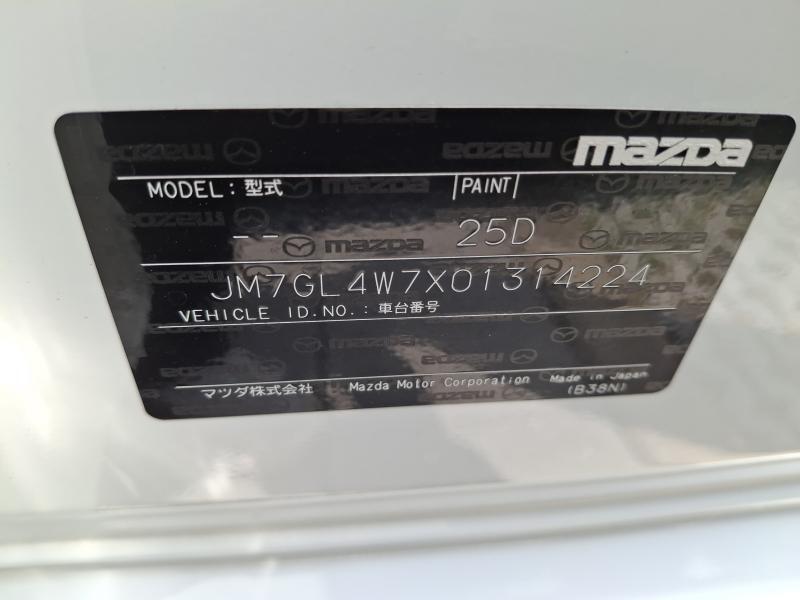 mazda
MODEL : 型式 |PAINT|
-- 25D
JM7GL4W7X01314224
VEHICLE ID.NO. : 車台番号
マツダ株式会社 Mazda Motor Corporation Made in Japan
(B38N)